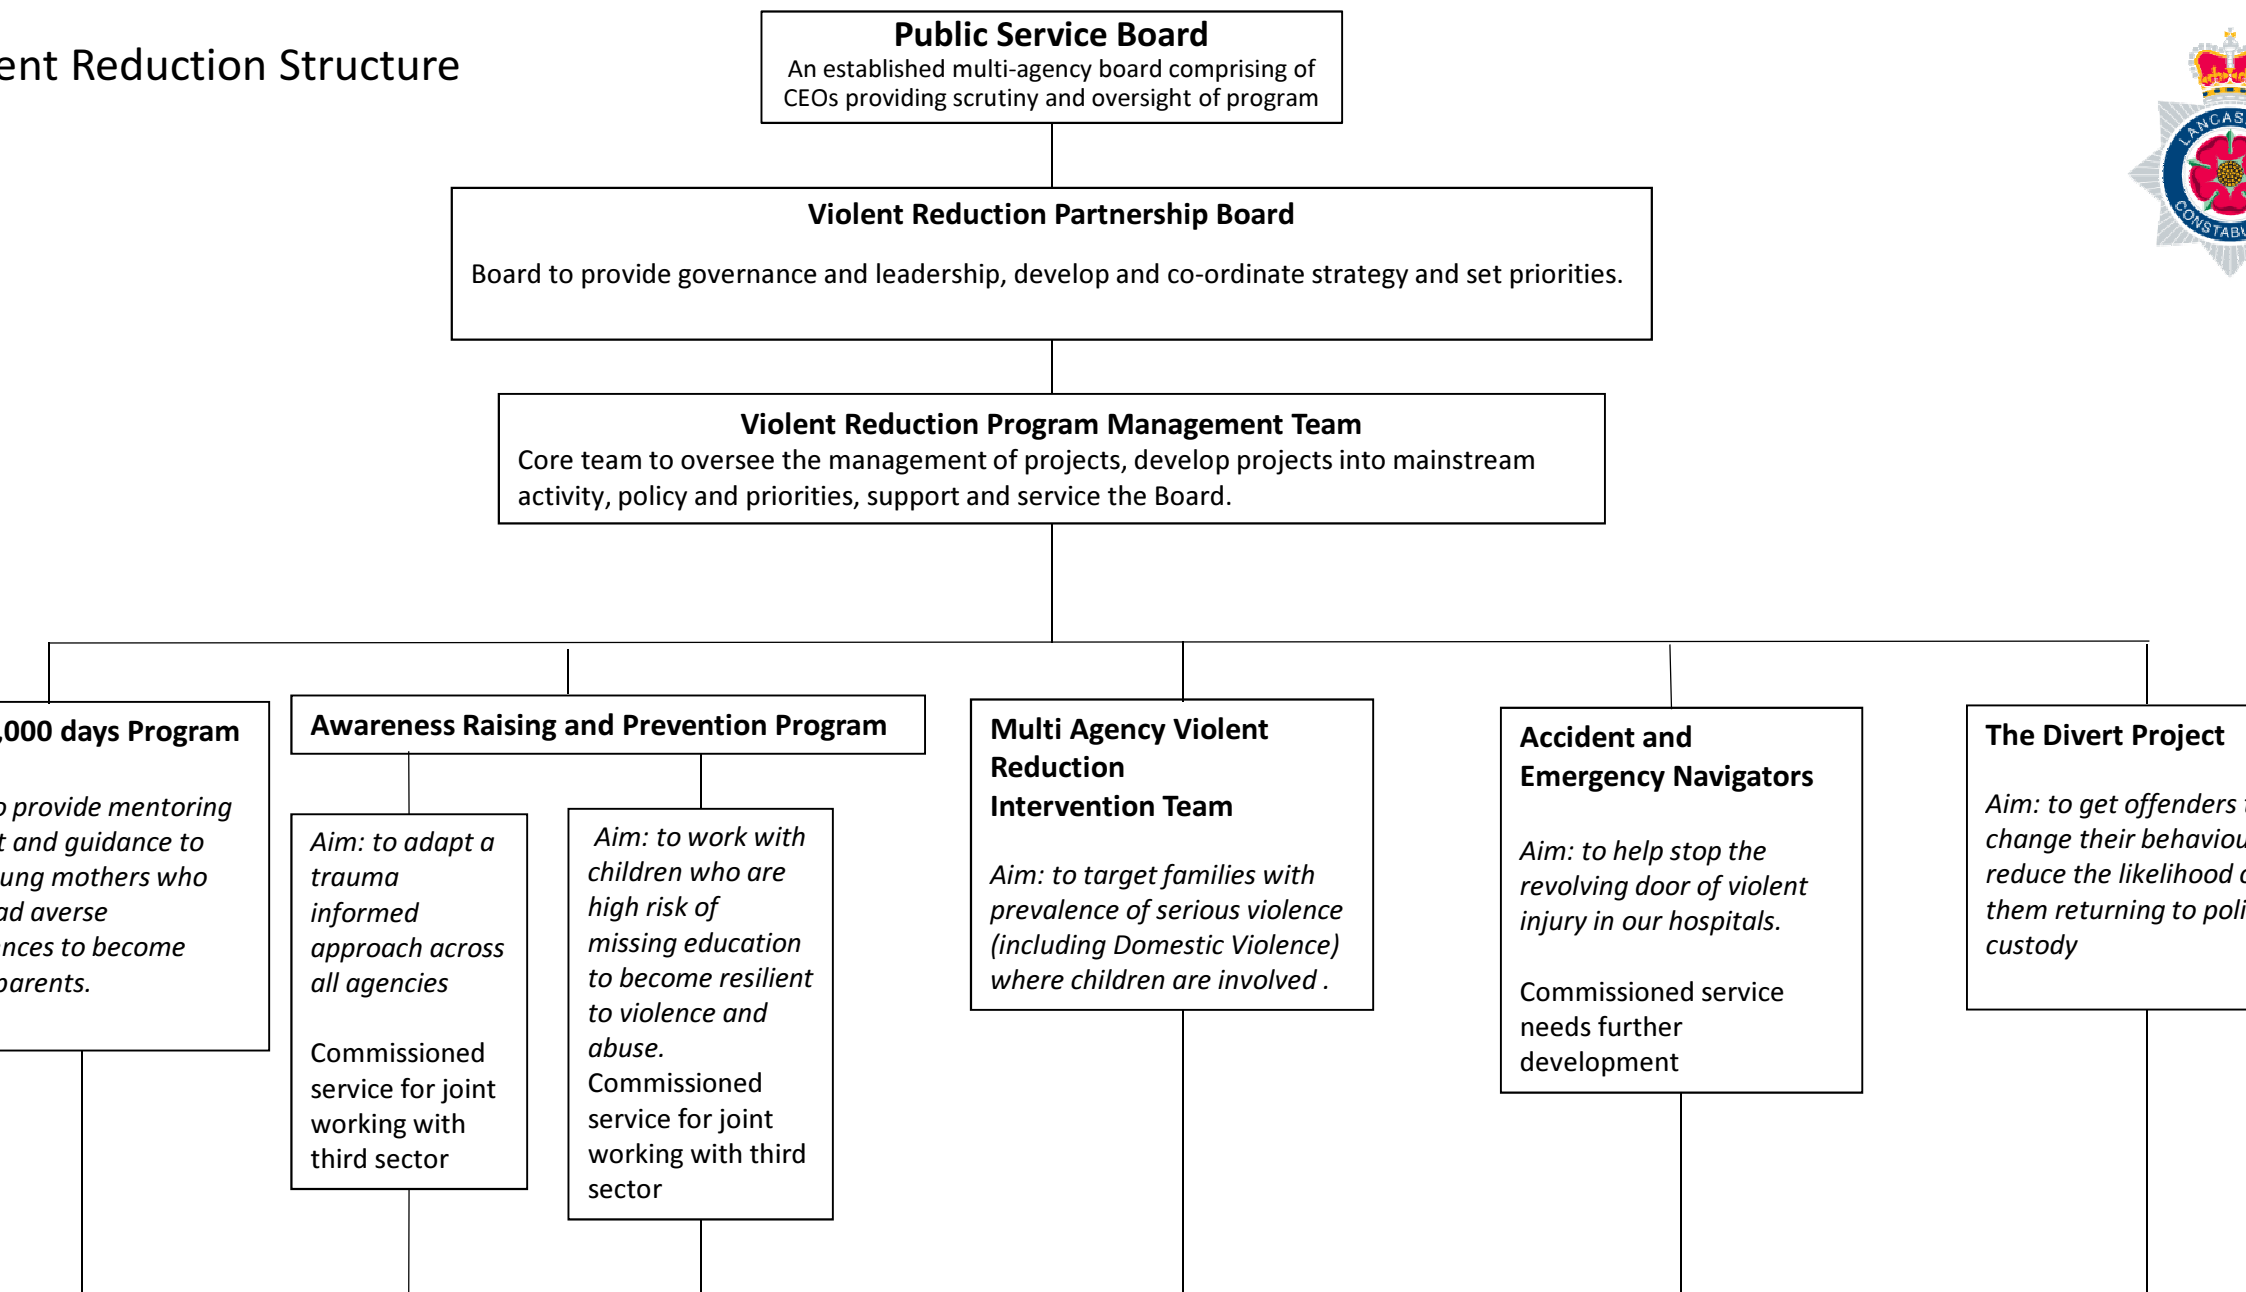 ent Reduction Structure
Public Service Board
An established multi-agency board comprising of
CEOs providing scrutiny and oversight of program
Violent Reduction Partnership Board
Board to provide governance and leadership, develop and co-ordinate strategy and set priorities.
Violent Reduction Program Management Team
Core team to oversee the management of projects, develop projects into mainstream
activity, policy and priorities, support and service the Board.
,000 days Program
o provide mentoring
t and guidance to
ung mothers who
ad averse
ences to become
parents.
Awareness Raising and Prevention Program
Aim: to adapt a
trauma
informed
approach across
all agencies
Commissioned
service for joint
working with
third sector
Aim: to work with
children who are
high risk of
missing education
to become resilient
to violence and
abuse.
Commissioned
service for joint
working with third
sector
Multi Agency Violent
Reduction
Intervention Team
Aim: to target families with
prevalence of serious violence
(including Domestic Violence)
where children are involved .
Accident and
Emergency Navigators
Aim: to help stop the
revolving door of violent
injury in our hospitals.
Commissioned service
needs further
development
The Divert Project
Aim: to get offenders t
change their behaviou
reduce the likelihood o
them returning to poli
custody
LANCAS
CONSTABU